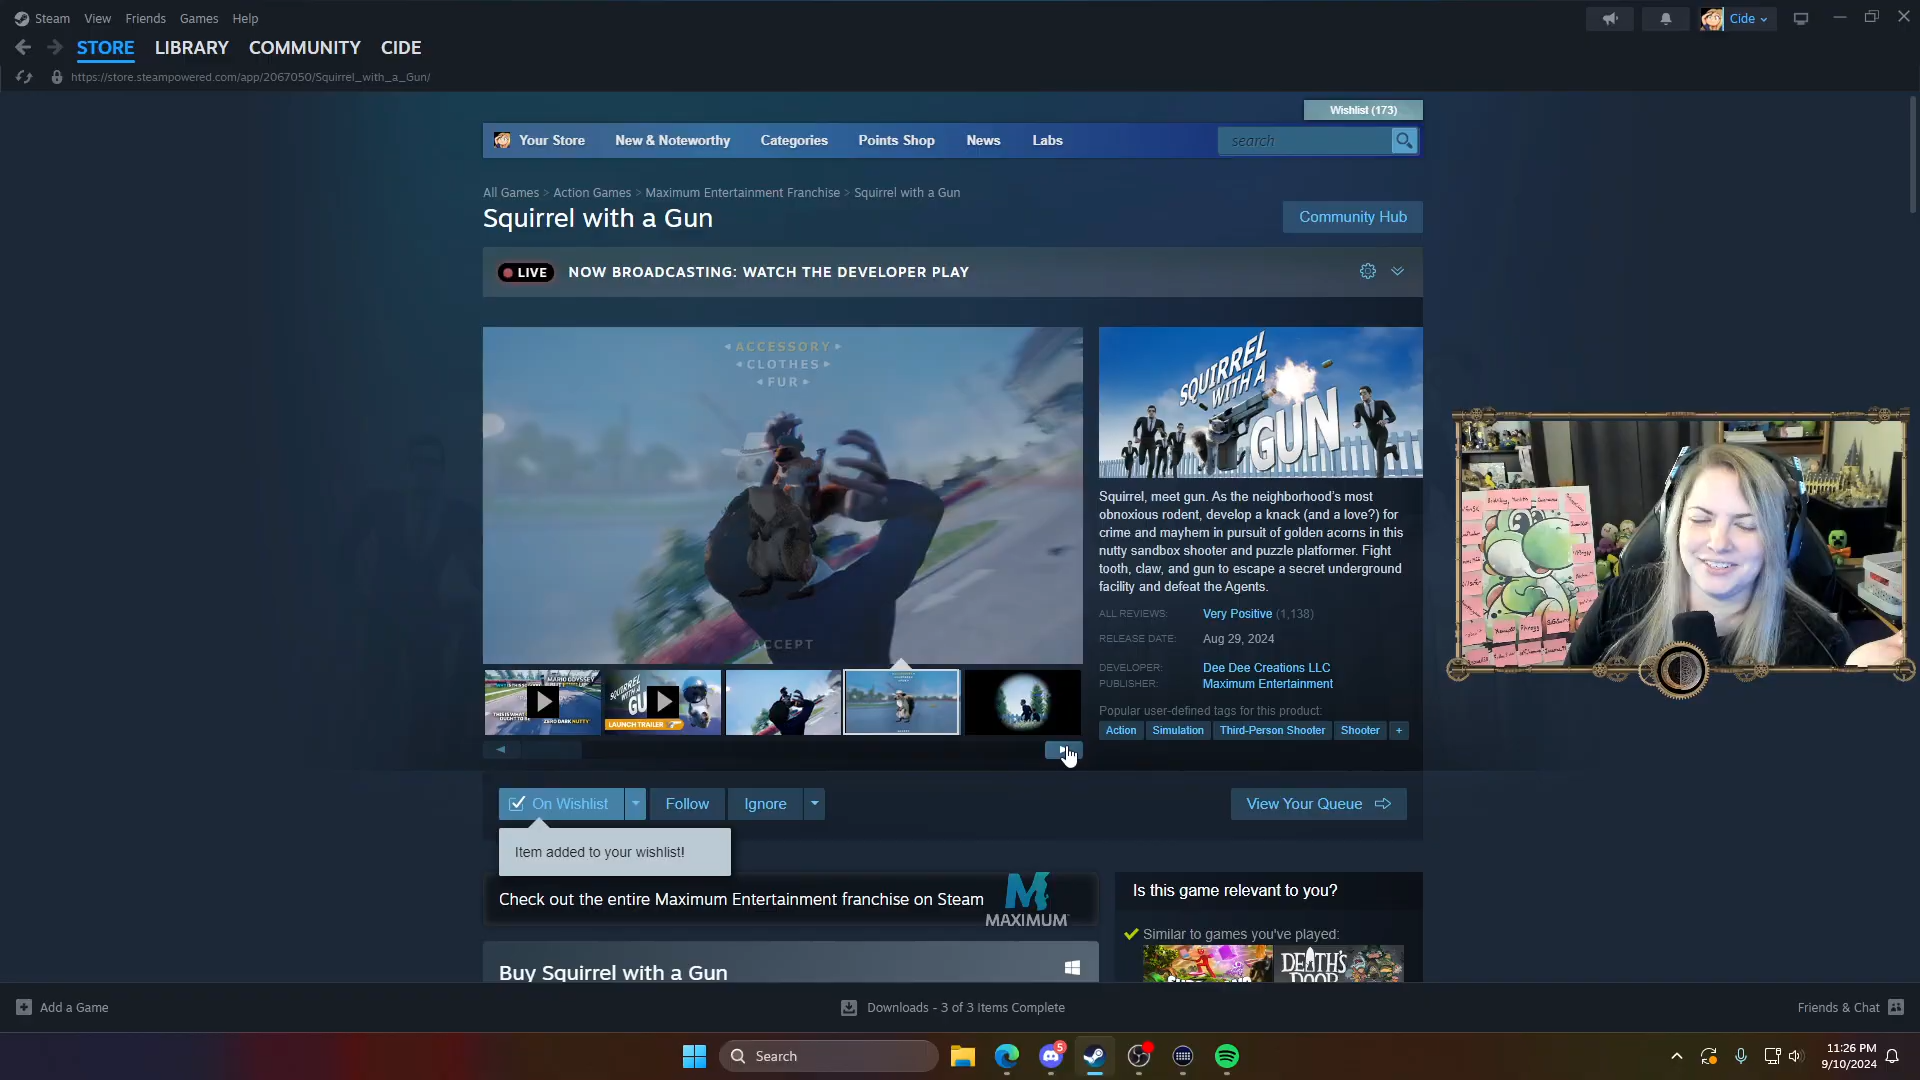 Steam View Friends Games Help
Cide
STORE LIBRARY COMMUNITY CIDE
https://store.steampowered.com/app/2067050/Squirrel_with_a_Gun/
Wishlist (173)
Your Store New & Noteworthy Categories Points Shop News Labs
search
All Games > Action Games > Maximum Entertainment Franchise > Squirrel with a Gun
Squirrel with a Gun
Community Hub
LIVE NOW BROADCASTING: WATCH THE DEVELOPER PLAY
ACCESSORY
CLOTHES
FUR
ACCEPT
SQUIRREL
WITH A
GUN
Squirrel, meet gun. As the neighborhood's most
obnoxious rodent, develop a knack (and a love?) for
crime and mayhem in pursuit of golden acorns in this
nutty sandbox shooter and puzzle platformer. Fight
tooth, claw, and gun to escape a secret underground
facility and defeat the Agents.
ALL REVIEWS: Very Positive (1,138)
RELEASE DATE: Aug 29, 2024
DEVELOPER: Dee Dee Creations LLC
PUBLISHER: Maximum Entertainment
Popular user-defined tags for this product:
Action Simulation Third-Person Shooter Shooter +
LAUNCH TRAILER
On Wishlist Follow Ignore View Your Queue
Item added to your wishlist!
Check out the entire Maximum Entertainment franchise on Steam
MAXIMUM
Is this game relevant to you?
Similar to games you've played:
DEATH'S
DOOR
Buy Squirrel with a Gun
Add a Game
Downloads - 3 of 3 Items Complete
Friends & Chat
Search
5
11:26 PM
9/10/2024